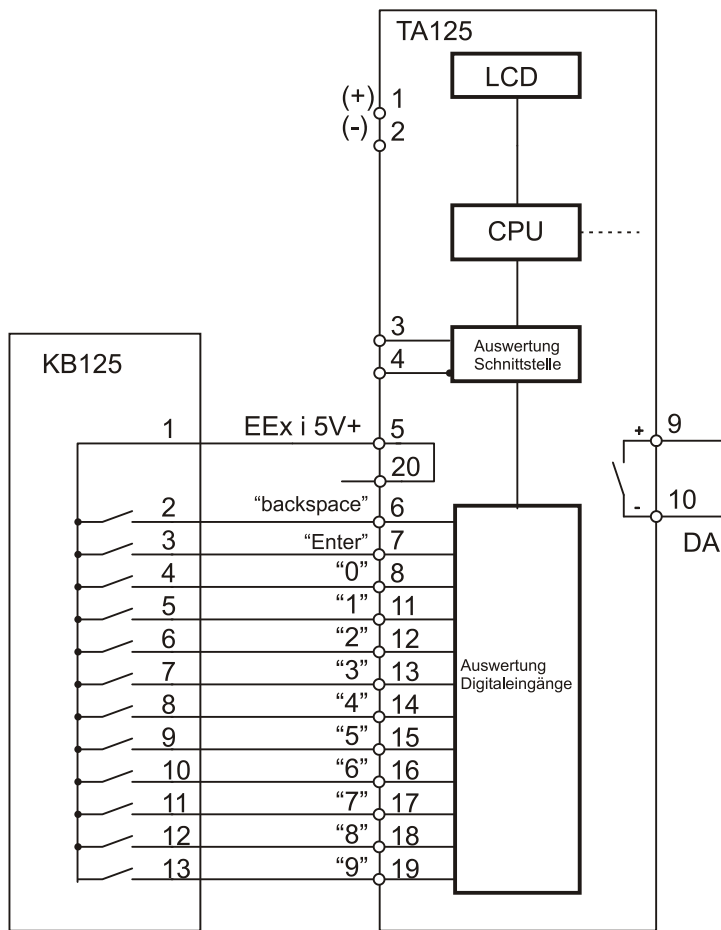 TA125
LCD
(+) 1
(-) 2
CPU
3
4
Auswertung
Schnittstelle
KB125
1 EEx i 5V+ 5
20
+ 9
- 10
DA
2 “backspace” 6
3 “Enter” 7
4 “0” 8
5 “1” 11
6 “2” 12
7 “3” 13
8 “4” 14
9 “5” 15
10 “6” 16
11 “7” 17
12 “8” 18
13 “9” 19
Auswertung
Digitaleingänge